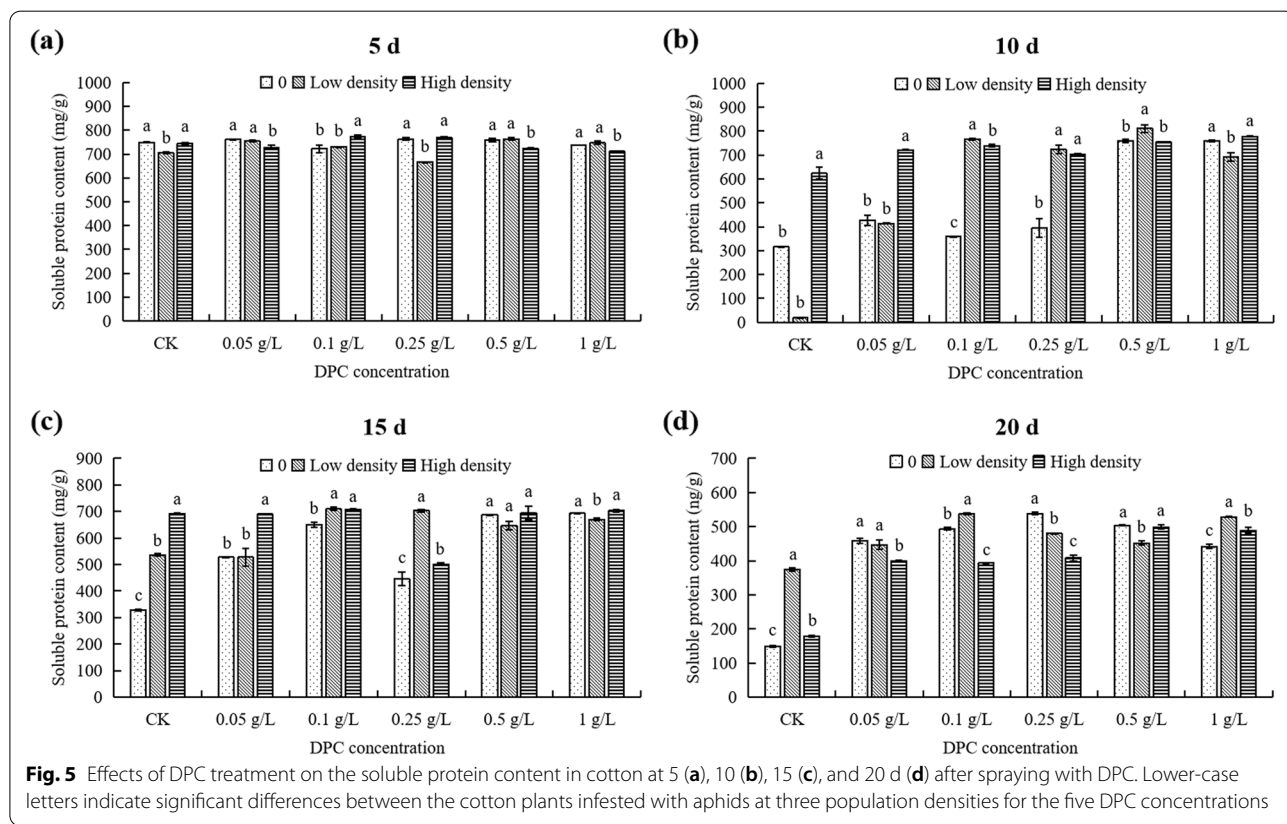 (a)
5 d
0 Low density High density
Soluble protein content (mg/g)
1000
900
800
700
600
500
400
300
200
100
0
a b a
a a b
b b a
a b a
a a b
a a b
CK 0.05 g/L 0.1 g/L 0.25 g/L 0.5 g/L 1 g/L
DPC concentration
(b)
10 d
0 Low density High density
Soluble protein content (mg/g)
1000
900
800
700
600
500
400
300
200
100
0
b b a
b b a
c a b
b a a
b a b
a b a
CK 0.05 g/L 0.1 g/L 0.25 g/L 0.5 g/L 1 g/L
DPC concentration
(c)
15 d
0 Low density High density
Soluble protein content (mg/g)
900
800
700
600
500
400
300
200
100
0
c b a
b b a
b a a
b a b
a a a
a b a
CK 0.05 g/L 0.1 g/L 0.25 g/L 0.5 g/L 1 g/L
DPC concentration
(d)
20 d
0 Low density High density
Soluble protein content (ng/g)
700
600
500
400
300
200
100
0
c a b
a a b
b a c
a b c
a b a
c a b
CK 0.05 g/L 0.1 g/L 0.25 g/L 0.5 g/L 1 g/L
DPC concentration
Fig. 5 Effects of DPC treatment on the soluble protein content in cotton at 5 (a), 10 (b), 15 (c), and 20 d (d) after spraying with DPC. Lower-case
letters indicate significant differences between the cotton plants infested with aphids at three population densities for the five DPC concentrations